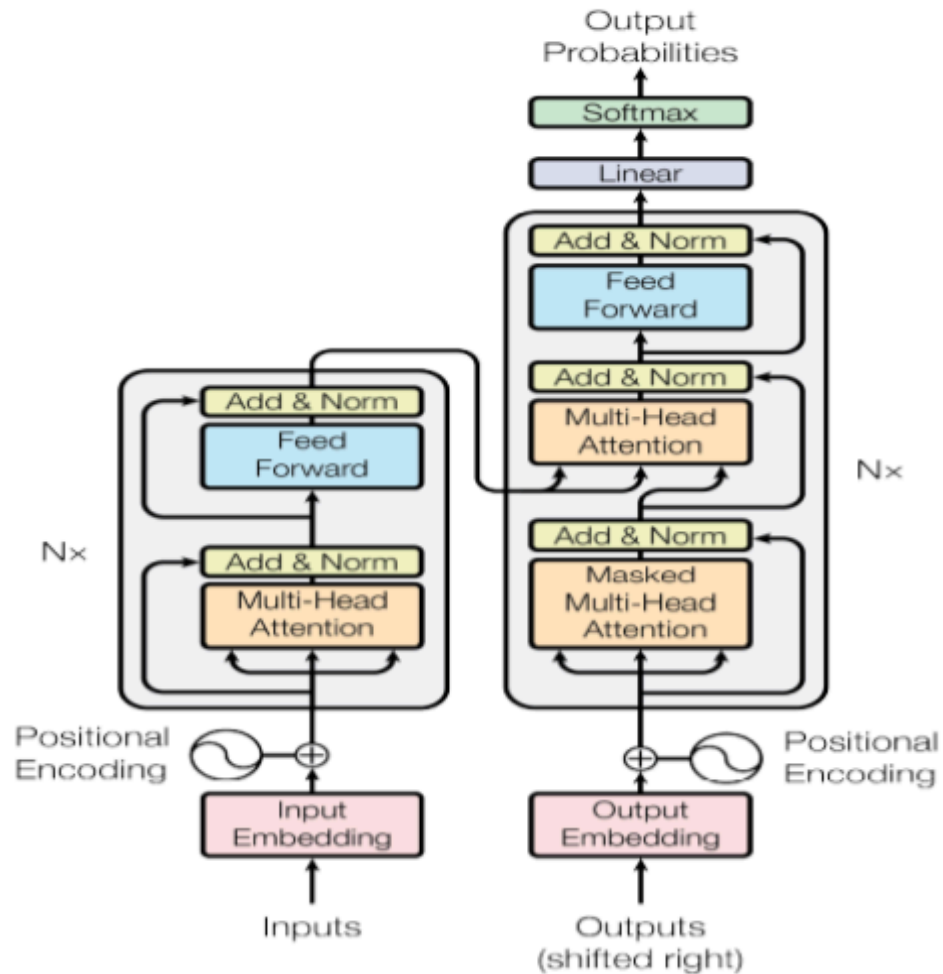 Output
Probabilities
Softmax
Linear
Add & Norm
Feed
Forward
Add & Norm
Multi-Head
Attention
Nx
Add & Norm
Masked
Multi-Head
Attention
Add & Norm
Feed
Forward
Nx
Add & Norm
Multi-Head
Attention
Positional
Encoding
+
Input
Embedding
Inputs
+
Positional
Encoding
Output
Embedding
Outputs
(shifted right)